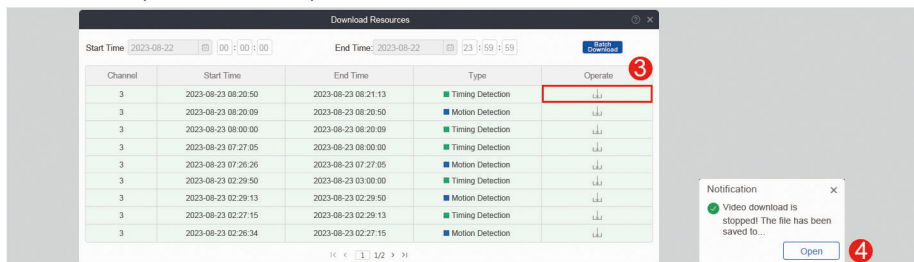 Download Resources
Start Time 2023-08-22 00 : 00 : 00 End Time: 2023-08-22 23 : 59 : 59 Batch Download
3
Channel Start Time End Time Type Operate
3 2023-08-23 08:20:50 2023-08-23 08:21:13 Timing Detection
3 2023-08-23 08:20:09 2023-08-23 08:20:50 Motion Detection
3 2023-08-23 08:00:00 2023-08-23 08:20:09 Timing Detection
3 2023-08-23 07:27:05 2023-08-23 08:00:00 Timing Detection
3 2023-08-23 07:26:26 2023-08-23 07:27:05 Motion Detection
3 2023-08-23 02:29:50 2023-08-23 03:00:00 Timing Detection
3 2023-08-23 02:29:13 2023-08-23 02:29:50 Motion Detection
3 2023-08-23 02:27:15 2023-08-23 02:29:13 Timing Detection
3 2023-08-23 02:26:34 2023-08-23 02:27:15 Motion Detection
1 1/2
Notification
Video download is
stopped! The file has been
saved to...
Open 4